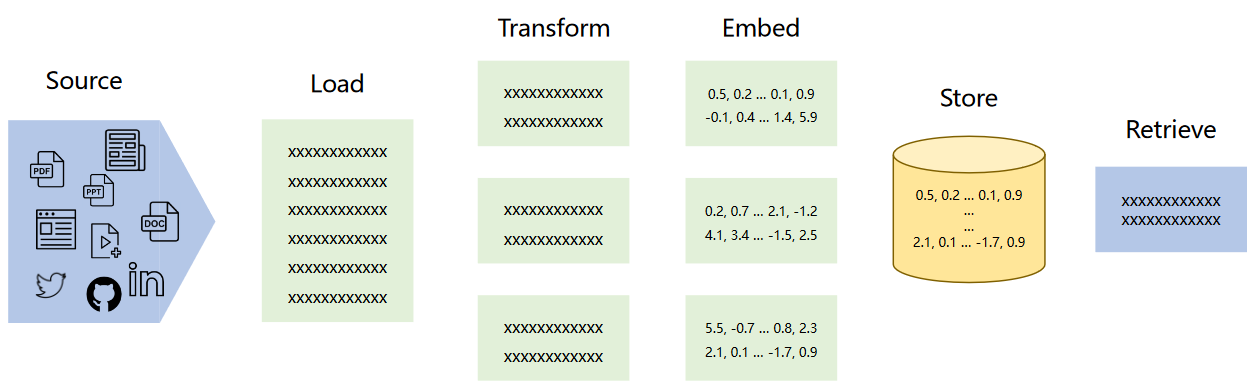 Source
PDF
PPT
DOC
in
Load
xxxxxxxxxxxx
xxxxxxxxxxxx
xxxxxxxxxxxx
xxxxxxxxxxxx
xxxxxxxxxxxx
xxxxxxxxxxxx
Transform
xxxxxxxxxxxx
xxxxxxxxxxxx
xxxxxxxxxxxx
xxxxxxxxxxxx
xxxxxxxxxxxx
xxxxxxxxxxxx
Embed
0.5, 0.2 ... 0.1, 0.9
-0.1, 0.4 ... 1.4, 5.9
0.2, 0.7 ... 2.1, -1.2
4.1, 3.4 ... -1.5, 2.5
5.5, -0.7 ... 0.8, 2.3
2.1, 0.1 ... -1.7, 0.9
Store
0.5, 0.2 ... 0.1, 0.9
...
...
2.1, 0.1 ... -1.7, 0.9
Retrieve
xxxxxxxxxxxx
xxxxxxxxxxxx